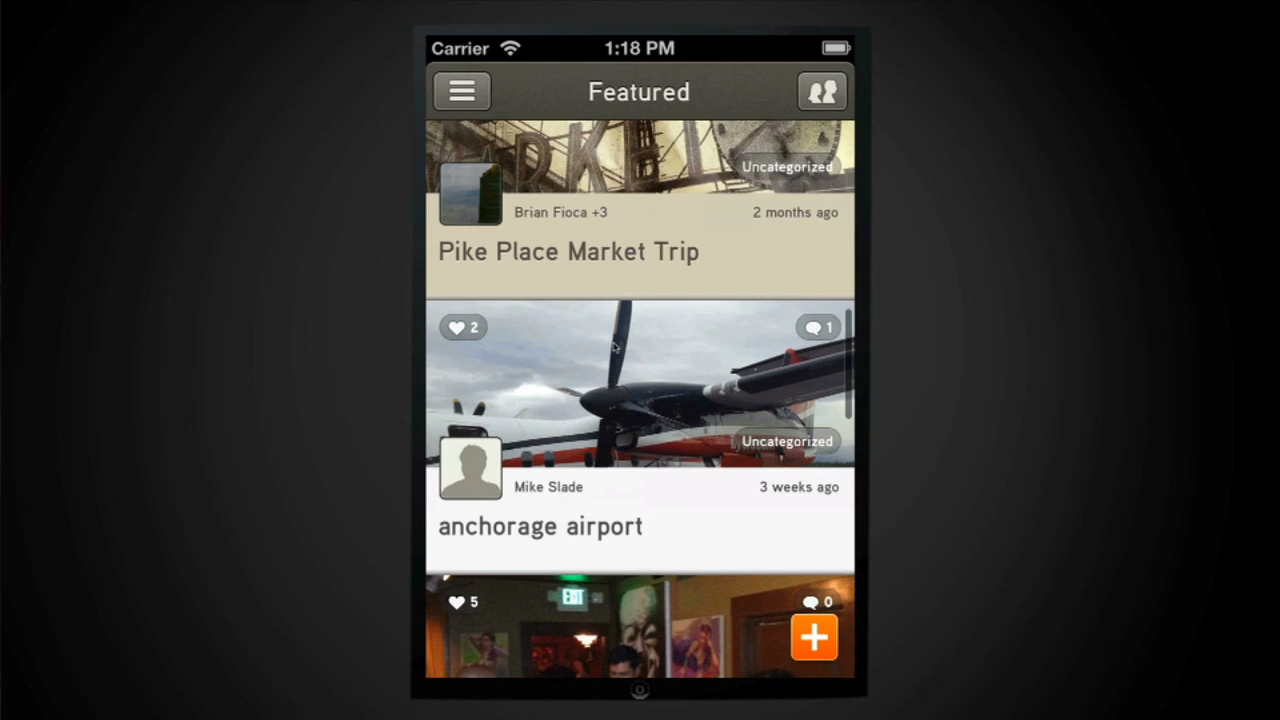 Carrier 1:18 PM
Featured
MARKET
Uncategorized
Brian Fioca +3 2 months ago
Pike Place Market Trip
2 1
Uncategorized
Mike Slade 3 weeks ago
anchorage airport
5 EXIT 0